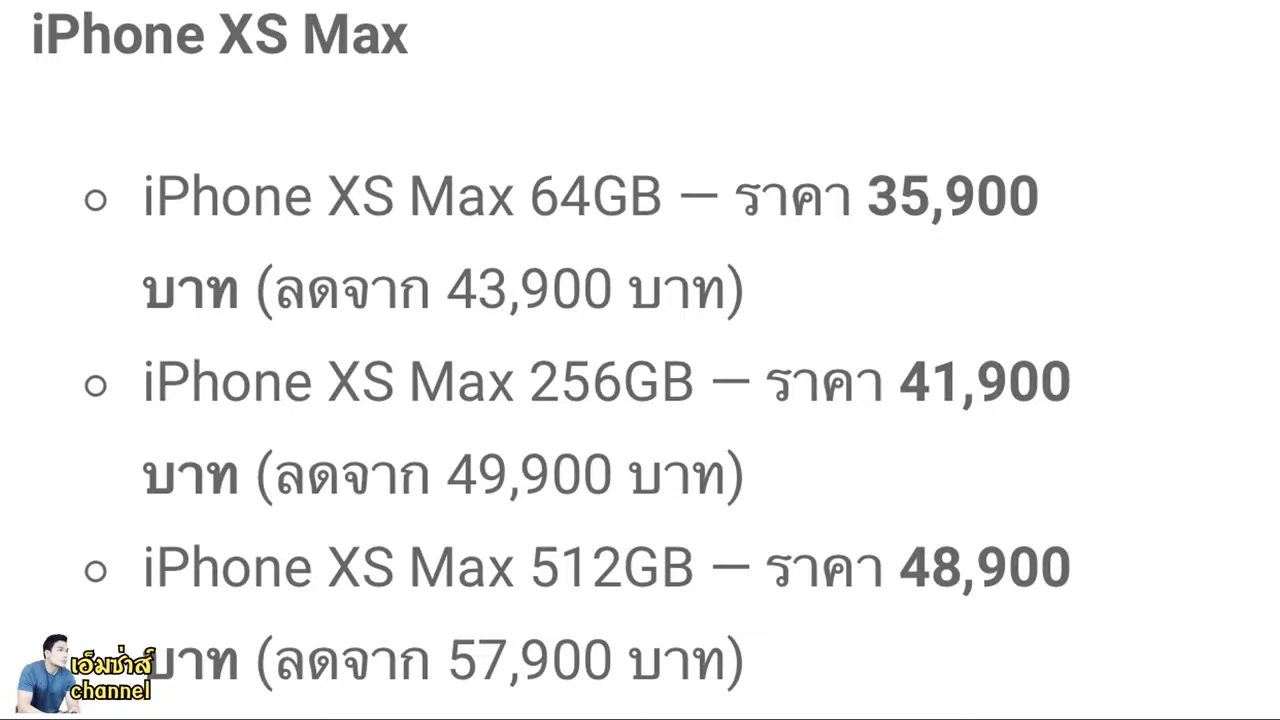 iPhone XS Max
iPhone XS Max 64GB — ราคา 35,900
บาท (ลดจาก 43,900 บาท)
iPhone XS Max 256GB — ราคา 41,900
บาท (ลดจาก 49,900 บาท)
iPhone XS Max 512GB — ราคา 48,900
บาท (ลดจาก 57,900 บาท)
เอ็มซ่าส์
channel